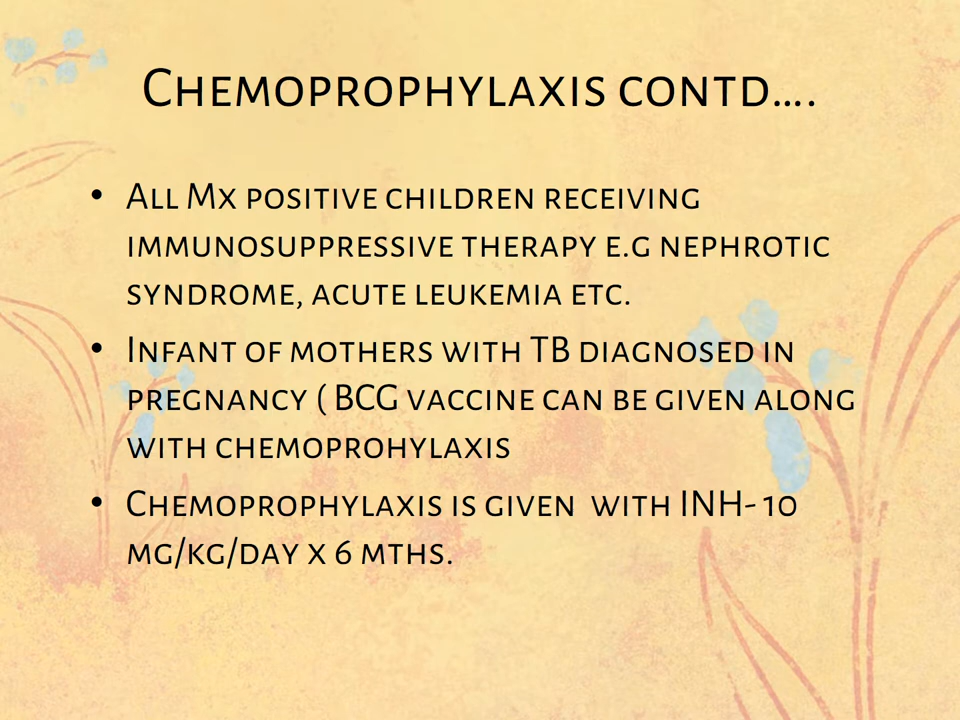 Chemoprophylaxis contd….
• All Mx positive children receiving
immunosuppressive therapy e.g nephrotic
syndrome, acute leukemia etc.
• Infant of mothers with TB diagnosed in
pregnancy ( BCG vaccine can be given along
with chemoprohylaxis
• Chemoprophylaxis is given with INH- 10
mg/kg/day x 6 mths.